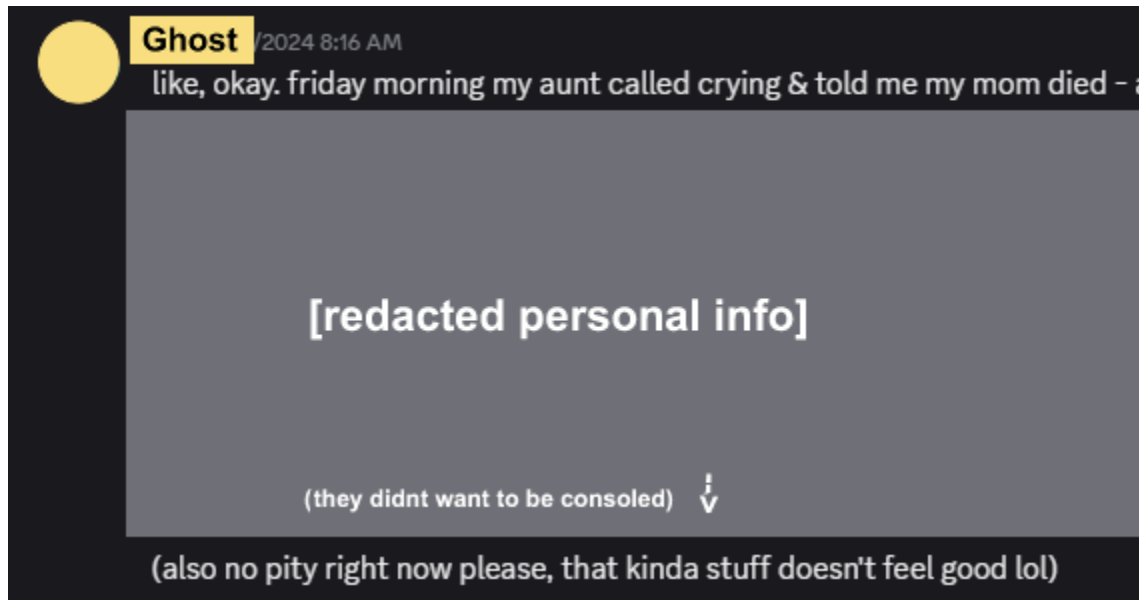 Ghost /2024 8:16 AM
like, okay. friday morning my aunt called crying & told me my mom died -
[redacted personal info]
(they didnt want to be consoled)
(also no pity right now please, that kinda stuff doesn't feel good lol)